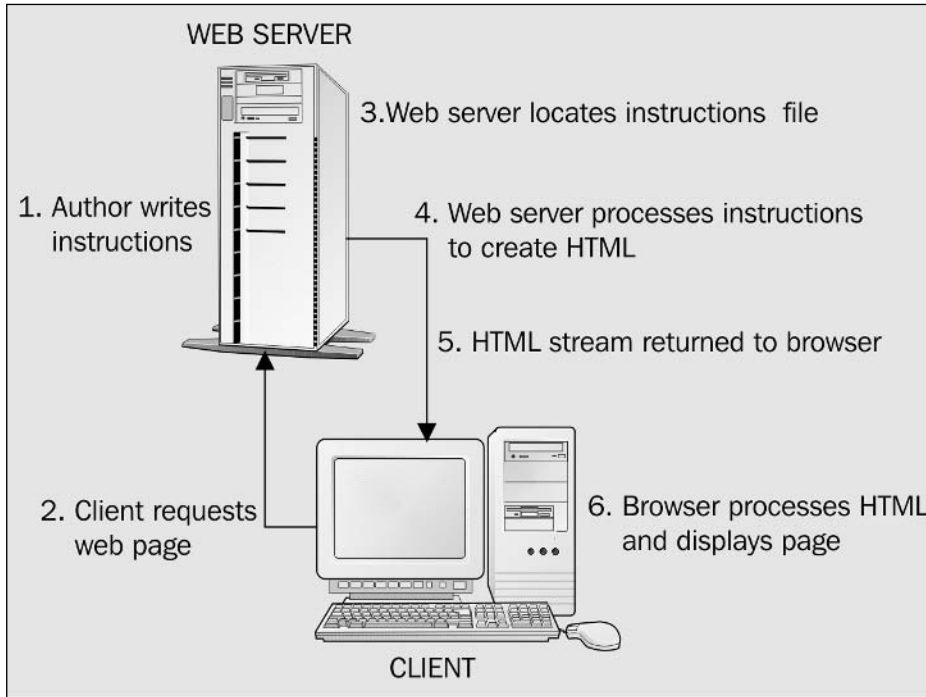 WEB SERVER
3.Web server locates instructions file
1. Author writes
instructions
4. Web server processes instructions
to create HTML
5. HTML stream returned to browser
2. Client requests
web page
6. Browser processes HTML
and displays page
CLIENT